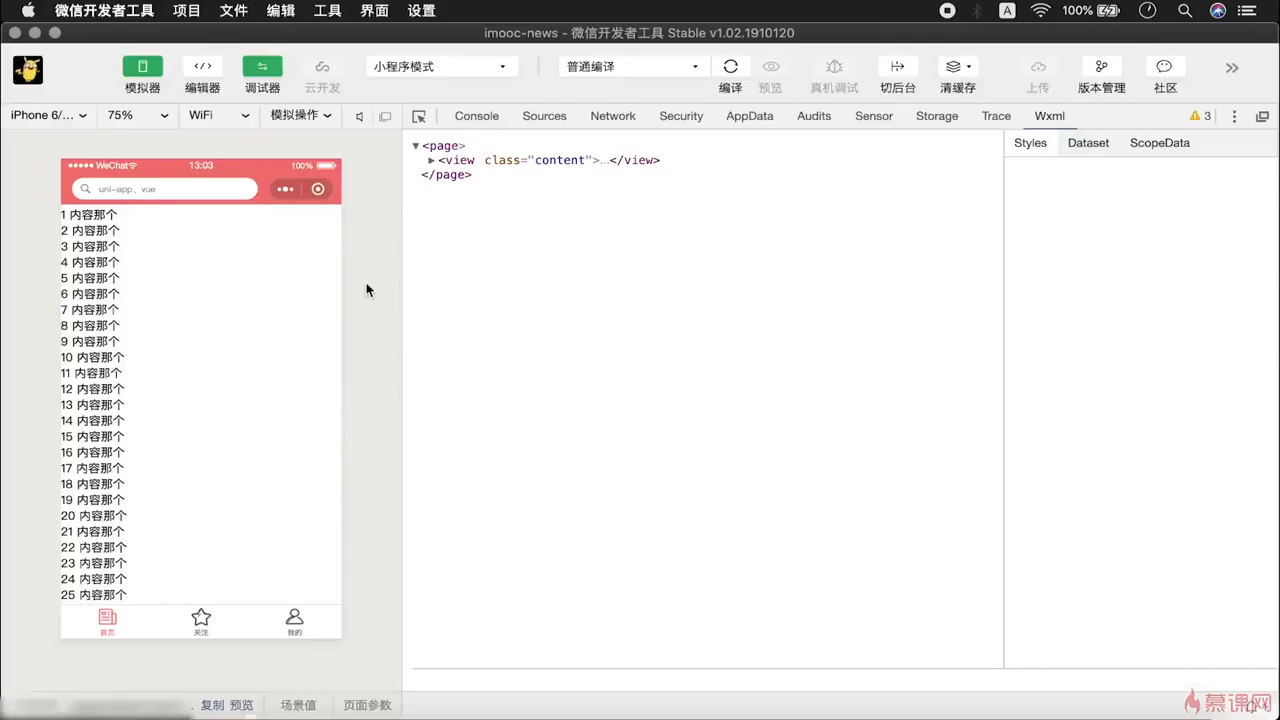 微信开发者工具 项目 文件 编辑 工具 界面 设置 A 100%
imooc-news - 微信开发者工具 Stable v1.02.1910120
小程序模式 普通编译
模拟器 编辑器 调试器 云开发 编译 预览 真机调试 切后台 清缓存 上传 版本管理 社区
iPhone 6/... 75% WiFi 模拟操作 Console Sources Network Security AppData Audits Sensor Storage Trace Wxml 3
Styles Dataset ScopeData
▼<page>
▶<view class="content">…</view>
</page>
WeChat 13:03 100%
uni-app、vue
1 内容那个
2 内容那个
3 内容那个
4 内容那个
5 内容那个
6 内容那个
7 内容那个
8 内容那个
9 内容那个
10 内容那个
11 内容那个
12 内容那个
13 内容那个
14 内容那个
15 内容那个
16 内容那个
17 内容那个
18 内容那个
19 内容那个
20 内容那个
21 内容那个
22 内容那个
23 内容那个
24 内容那个
25 内容那个
首页 关注 我的
复制 预览 场景值 页面参数
慕课网